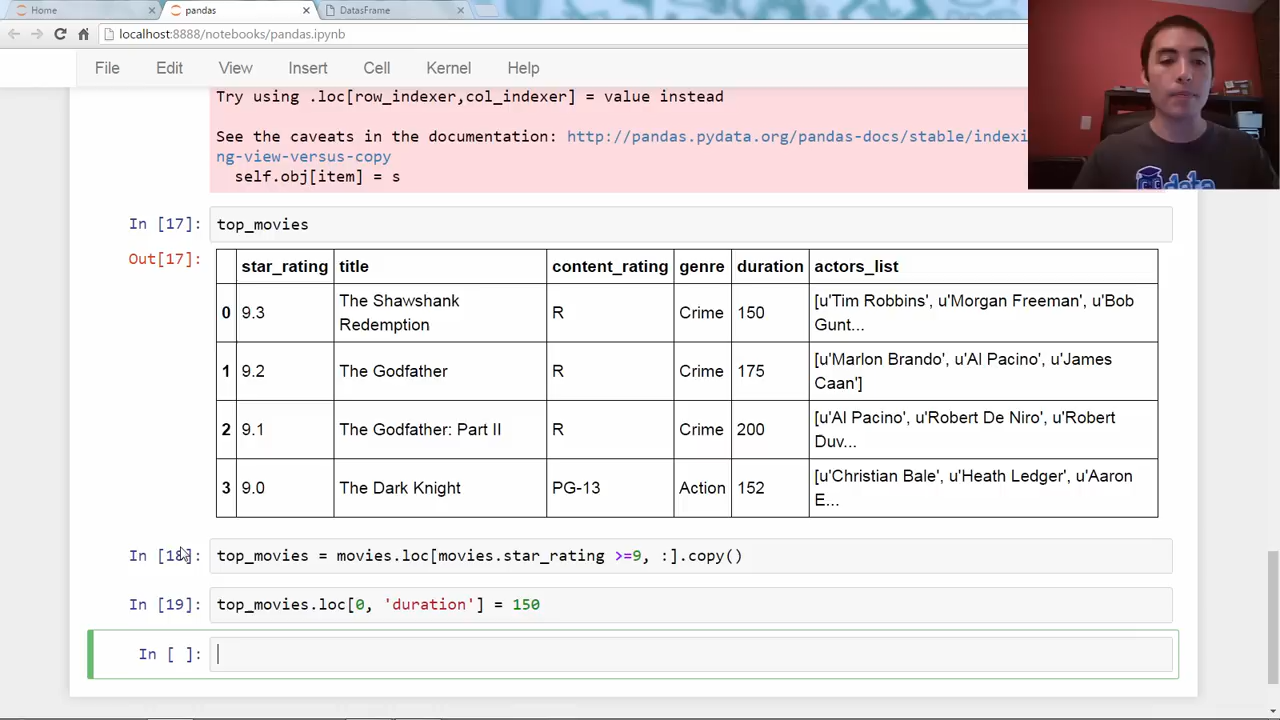 Home
pandas
DatasFrame
localhost:8888/notebooks/pandas.ipynb
File Edit View Insert Cell Kernel Help
Try using .loc[row_indexer,col_indexer] = value instead
See the caveats in the documentation: http://pandas.pydata.org/pandas-docs/stable/indexi
ng-view-versus-copy
self.obj[item] = s
In [17]: top_movies
Out[17]:
star_rating title content_rating genre duration actors_list
0 9.3 The Shawshank Redemption R Crime 150 [u'Tim Robbins', u'Morgan Freeman', u'Bob Gunt...
1 9.2 The Godfather R Crime 175 [u'Marlon Brando', u'Al Pacino', u'James Caan']
2 9.1 The Godfather: Part II R Crime 200 [u'Al Pacino', u'Robert De Niro', u'Robert Duv...
3 9.0 The Dark Knight PG-13 Action 152 [u'Christian Bale', u'Heath Ledger', u'Aaron E...
In [18]: top_movies = movies.loc[movies.star_rating >=9, :].copy()
In [19]: top_movies.loc[0, 'duration'] = 150
In [ ]:
data